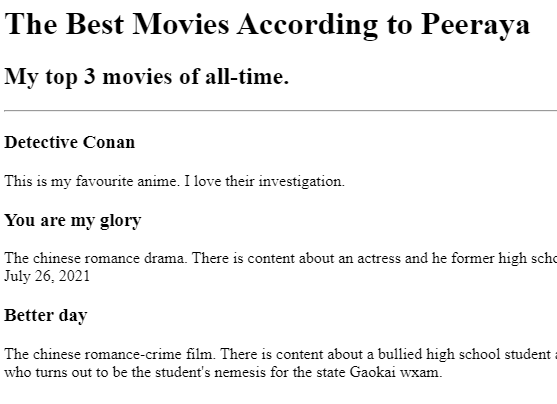 The Best Movies According to Peeraya
My top 3 movies of all-time.
Detective Conan
This is my favourite anime. I love their investigation.
You are my glory
The chinese romance drama. There is content about an actress and he former high
July 26, 2021
Better day
The chinese romance-crime film. There is content about a bullied high school student
who turns out to be the student's nemesis for the state Gaokai wxam.